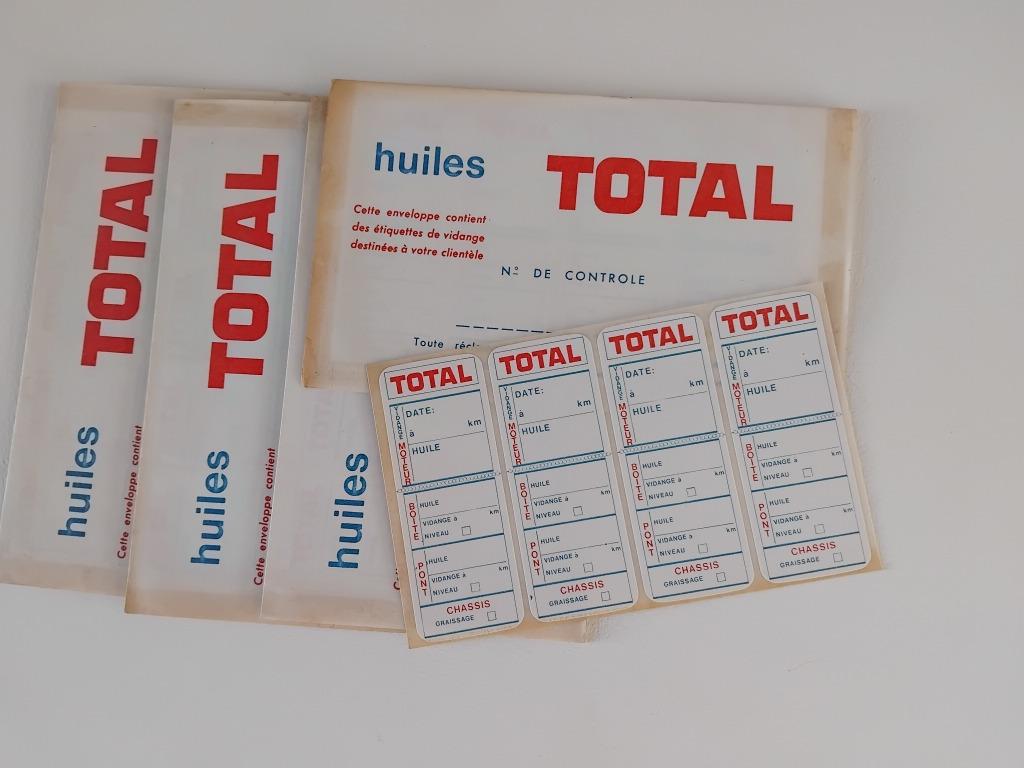 huiles TOTAL
Cette enveloppe contient
des étiquettes de vidange
destinées à votre clientèle
Nº DE CONTROLE
Toute
TOTAL
huiles
Cette enveloppe contient
TOTAL
huiles
Cette enveloppe contient
huiles
TOTAL
VIDANGE MOTEUR
DATE:
à km
HUILE
BOITE
HUILE
VIDANGE à km
NIVEAU
PONT
HUILE
VIDANGE à km
NIVEAU
CHASSIS
GRAISSAGE
TOTAL
VIDANGE MOTEUR
DATE:
à km
HUILE
BOITE
HUILE
VIDANGE à km
NIVEAU
PONT
HUILE
VIDANGE à km
NIVEAU
CHASSIS
GRAISSAGE
TOTAL
VIDANGE MOTEUR
DATE:
à km
HUILE
BOITE
HUILE
VIDANGE à km
NIVEAU
PONT
HUILE
VIDANGE à km
NIVEAU
CHASSIS
GRAISSAGE
TOTAL
VIDANGE MOTEUR
DATE:
à km
HUILE
BOITE
HUILE
VIDANGE à km
NIVEAU
PONT
HUILE
VIDANGE à km
NIVEAU
CHASSIS
GRAISSAGE